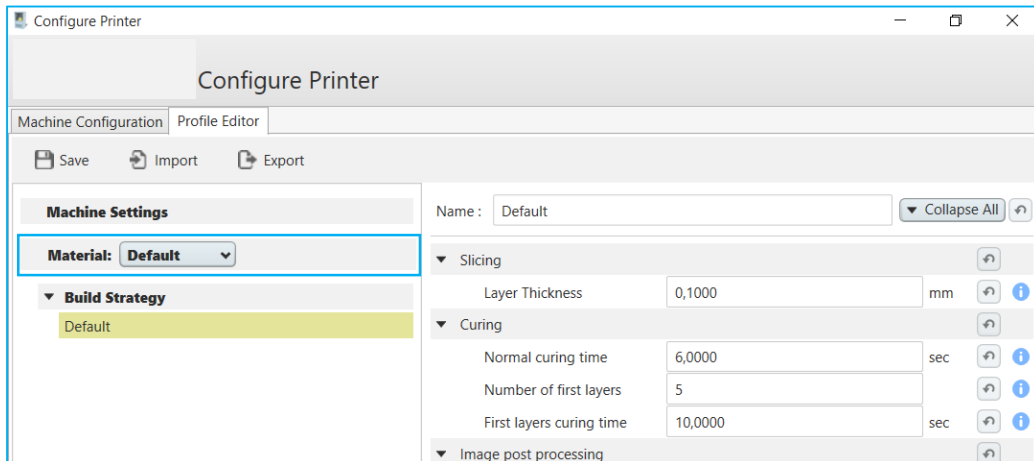 Configure Printer
Configure Printer
Machine Configuration Profile Editor
Save Import Export
Machine Settings
Material: Default
Build Strategy
Default
Name : Default Collapse All
Slicing
Layer Thickness 0,1000 mm
Curing
Normal curing time 6,0000 sec
Number of first layers 5
First layers curing time 10,0000 sec
Image post processing